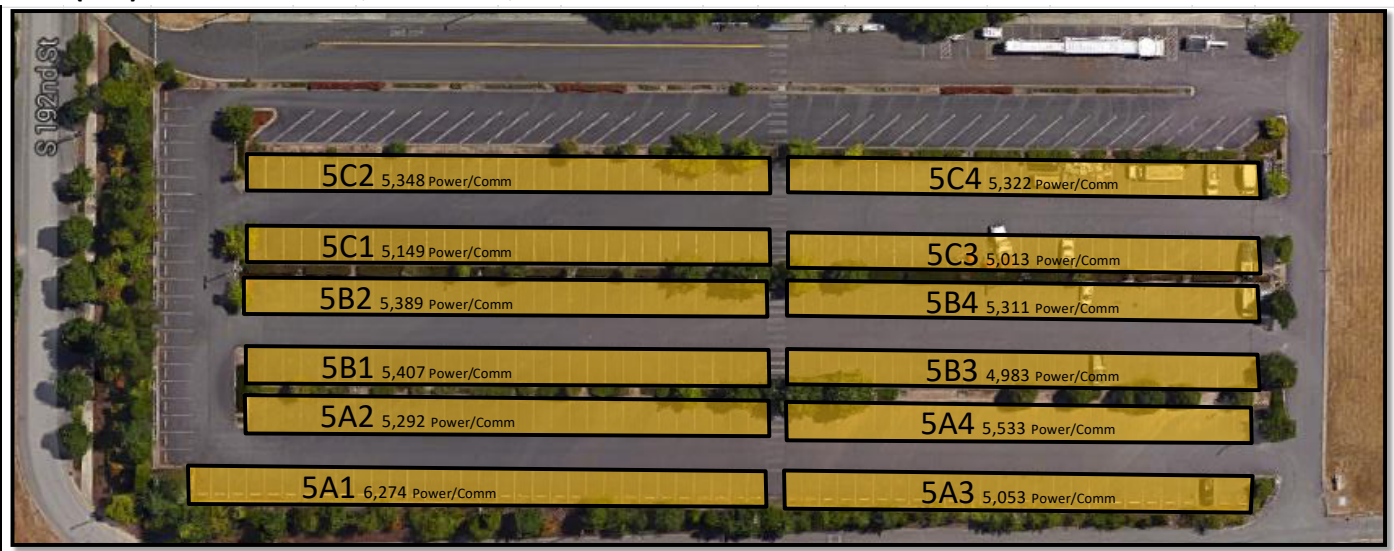 S 192nd St
5C2 5,348 Power/Comm
5C4 5,322 Power/Comm
5C1 5,149 Power/Comm
5C3 5,013 Power/Comm
5B2 5,389 Power/Comm
5B4 5,311 Power/Comm
5B1 5,407 Power/Comm
5B3 4,983 Power/Comm
5A2 5,292 Power/Comm
5A4 5,533 Power/Comm
5A1 6,274 Power/Comm
5A3 5,053 Power/Comm